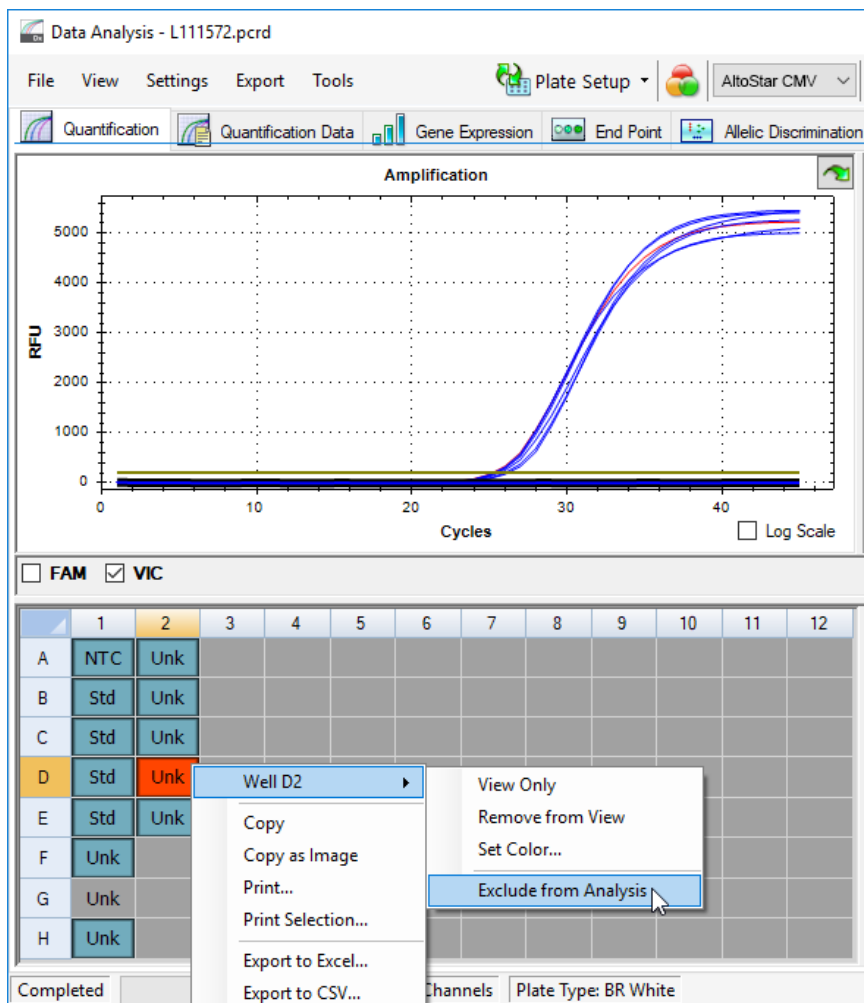 Data Analysis - L111572.pcrd
File View Settings Export Tools Plate Setup AltoStar CMV
Quantification Quantification Data Gene Expression End Point Allelic Discrimination
Amplification
RFU
5000
4000
3000
2000
1000
0
0 10 20 30 40
Cycles
Log Scale
FAM VIC
1 2 3 4 5 6 7 8 9 10 11 12
A NTC Unk
B Std Unk
C Std Unk
D Std Unk
E Std Unk
F Unk
G Unk
H Unk
Well D2
Copy
Copy as Image
Print...
Print Selection...
Export to Excel...
Export to CSV...
View Only
Remove from View
Set Color...
Exclude from Analysis
Completed Channels Plate Type: BR White